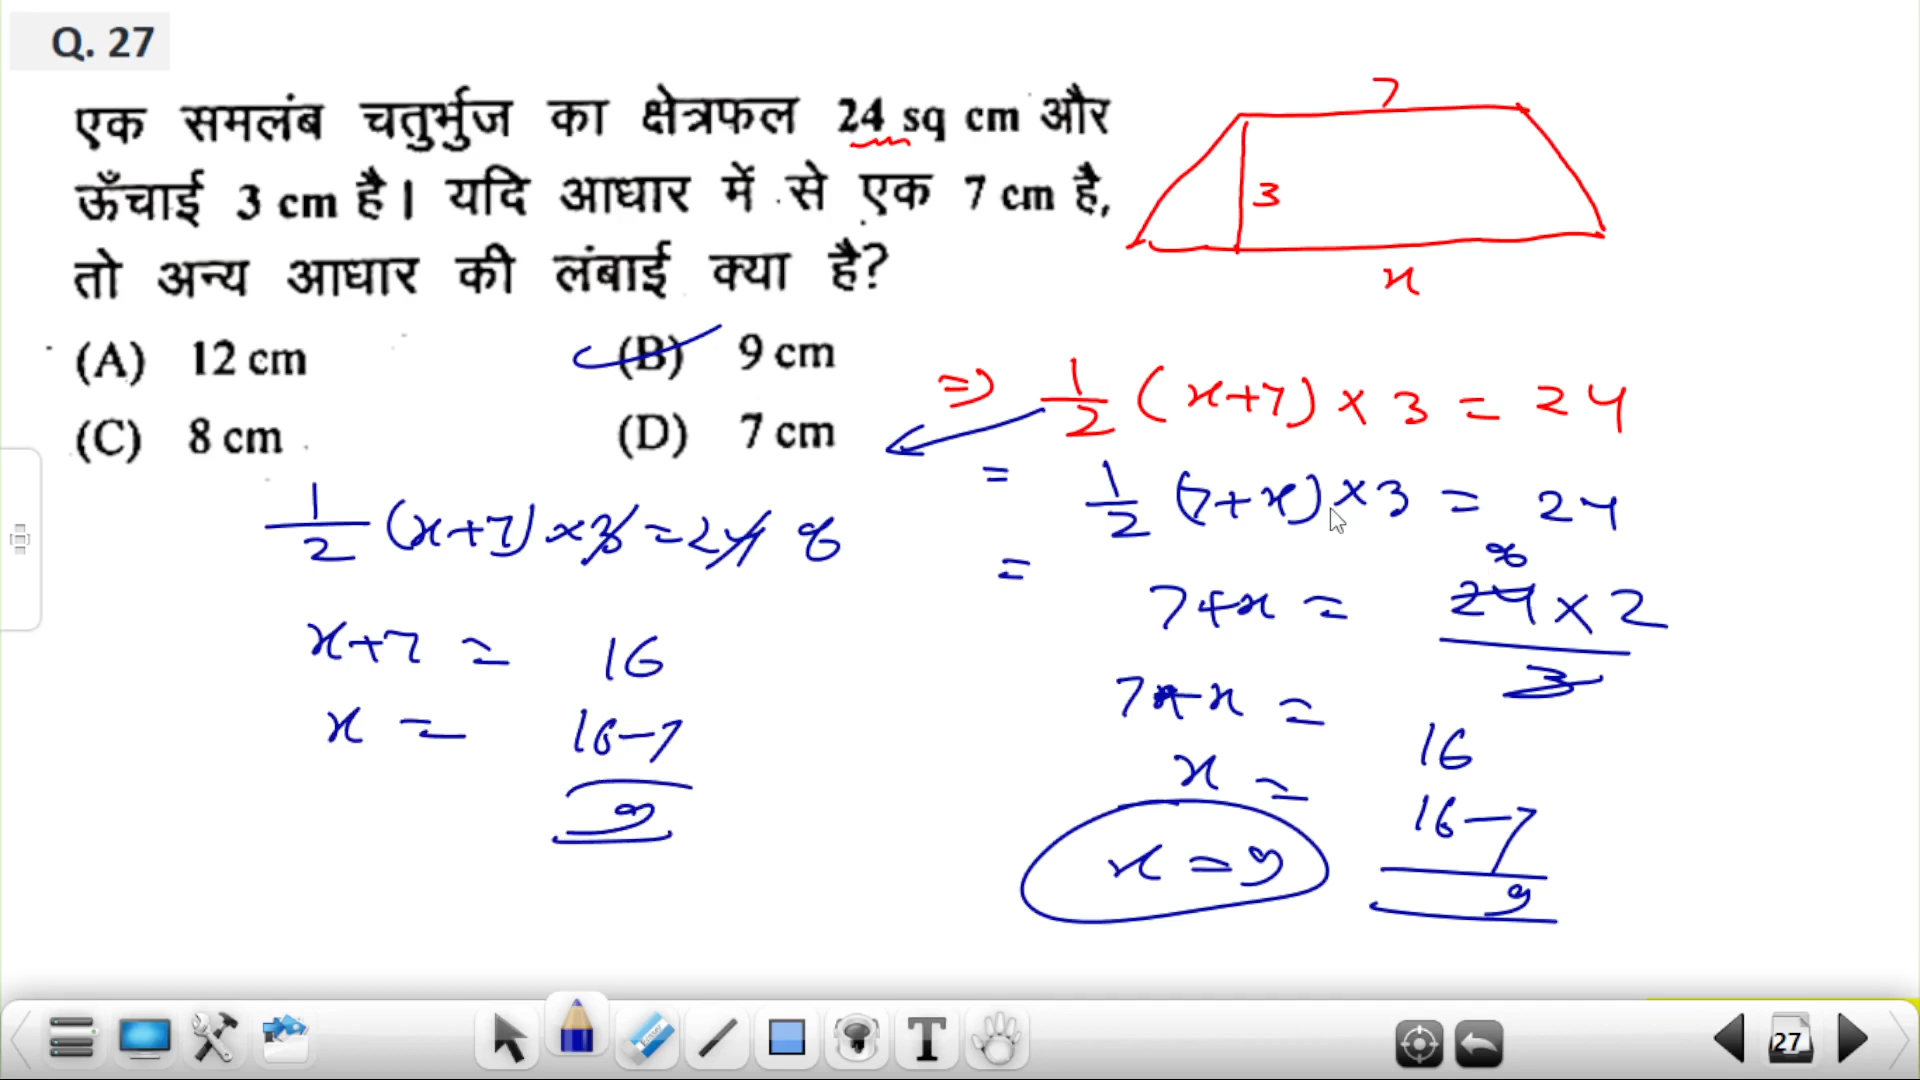 Q. 27
एक समलंब चतुर्भुज का क्षेत्रफल 24 sq cm और
ऊँचाई 3 cm है। यदि आधार में से एक 7 cm है,
तो अन्य आधार की लंबाई क्या है?
(A) 12 cm (B) 9 cm
(C) 8 cm (D) 7 cm
7
3
x
⇒ 1/2 (x+7) × 3 = 24
= 1/2 (7+x) × 3 = 24
= 7+x = 24 × 2 / 3
8
7+x = 16
x = 16-7
9
x = 9
1/2 (x+7) × 3 = 24 8
x+7 = 16
x = 16-7
9
T
27